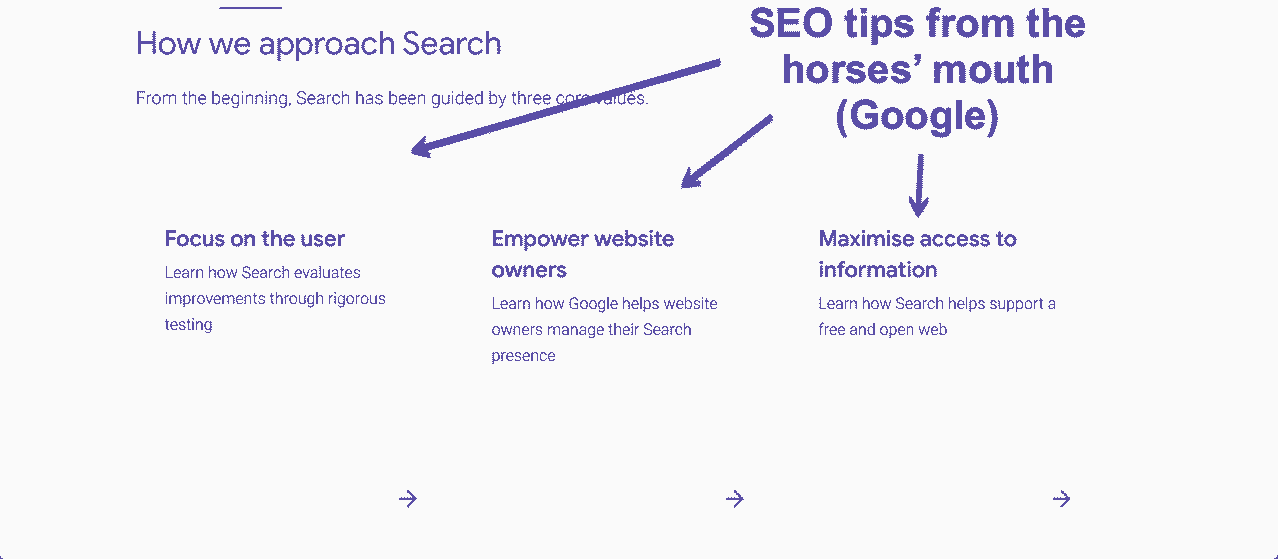 How we approach Search
From the beginning, Search has been guided by three core values.
SEO tips from the
horses’ mouth
(Google)
Focus on the user
Learn how Search evaluates
improvements through rigorous
testing
Empower website
owners
Learn how Google helps website
owners manage their Search
presence
Maximise access to
information
Learn how Search helps support a
free and open web